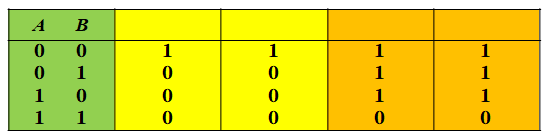 A B
0 0 1 1 1 1
0 1 0 0 1 1
1 0 0 0 1 1
1 1 0 0 0 0